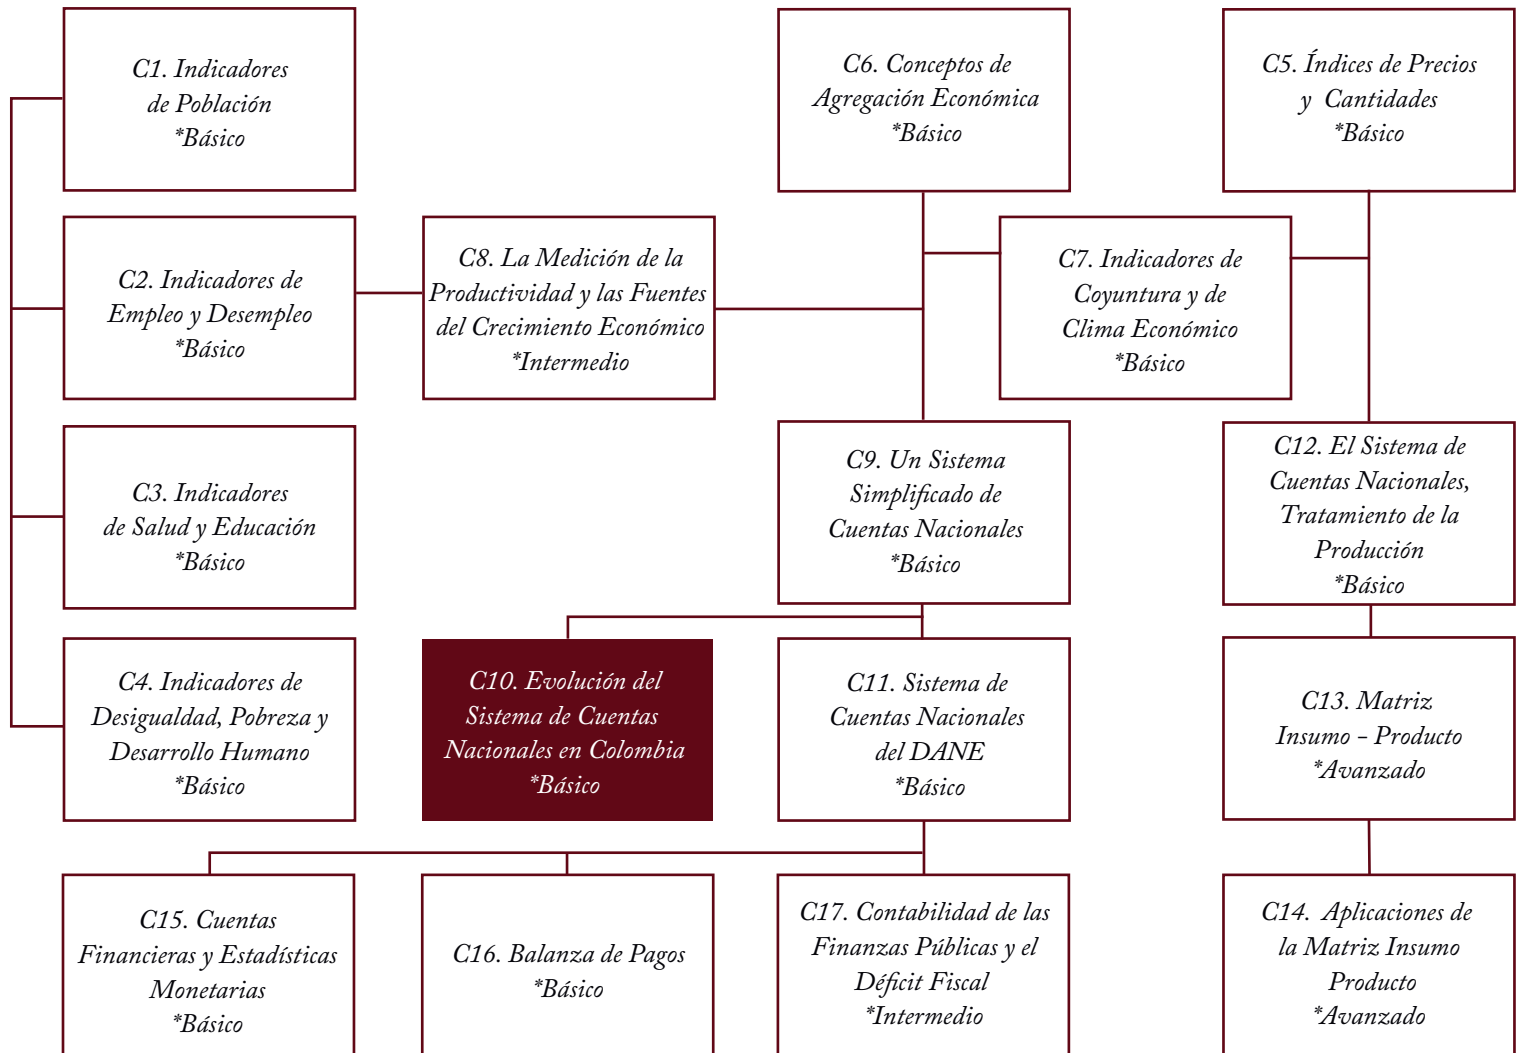 C1. Indicadores
de Población
*Básico
C6. Conceptos de
Agregación Económica
*Básico
C5. Índices de Precios
y Cantidades
*Básico
C2. Indicadores de
Empleo y Desempleo
*Básico
C8. La Medición de la
Productividad y las Fuentes
del Crecimiento Económico
*Intermedio
C7. Indicadores de
Coyuntura y de
Clima Económico
*Básico
C3. Indicadores
de Salud y Educación
*Básico
C9. Un Sistema
Simplificado de
Cuentas Nacionales
*Básico
C12. El Sistema de
Cuentas Nacionales,
Tratamiento de la
Producción
*Básico
C4. Indicadores de
Desigualdad, Pobreza y
Desarrollo Humano
*Básico
C10. Evolución del
Sistema de Cuentas
Nacionales en Colombia
*Básico
C11. Sistema de
Cuentas Nacionales
del DANE
*Básico
C13. Matriz
Insumo - Producto
*Avanzado
C15. Cuentas
Financieras y Estadísticas
Monetarias
*Básico
C16. Balanza de Pagos
*Básico
C17. Contabilidad de las
Finanzas Públicas y el
Déficit Fiscal
*Intermedio
C14. Aplicaciones de
la Matriz Insumo
Producto
*Avanzado